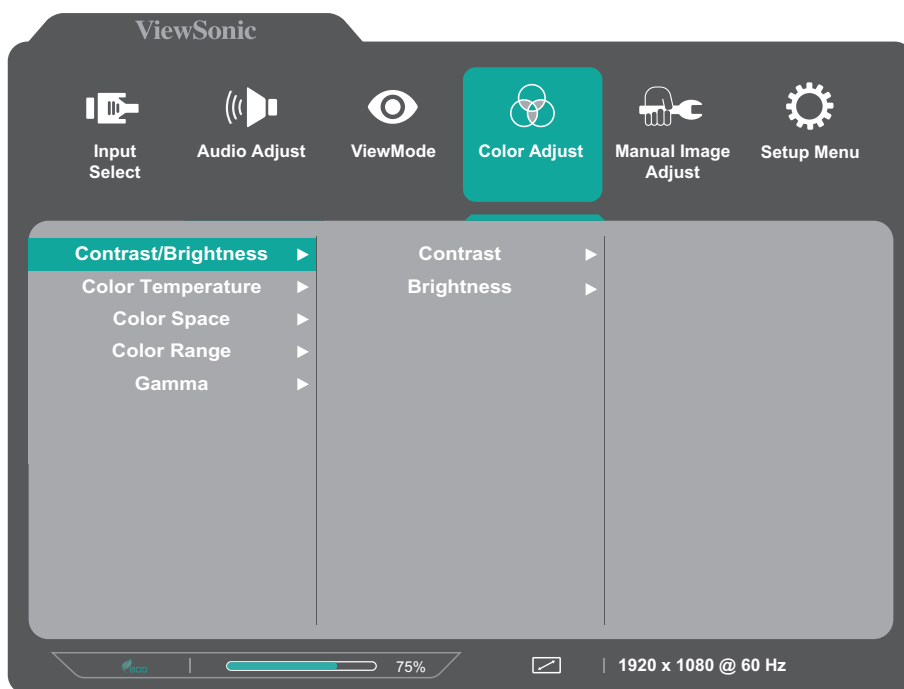 ViewSonic
Input
Select
Audio Adjust
ViewMode
Color Adjust
Manual Image
Adjust
Setup Menu
Contrast/Brightness
Color Temperature
Color Space
Color Range
Gamma
Contrast
Brightness
75%
1920 x 1080 @ 60 Hz